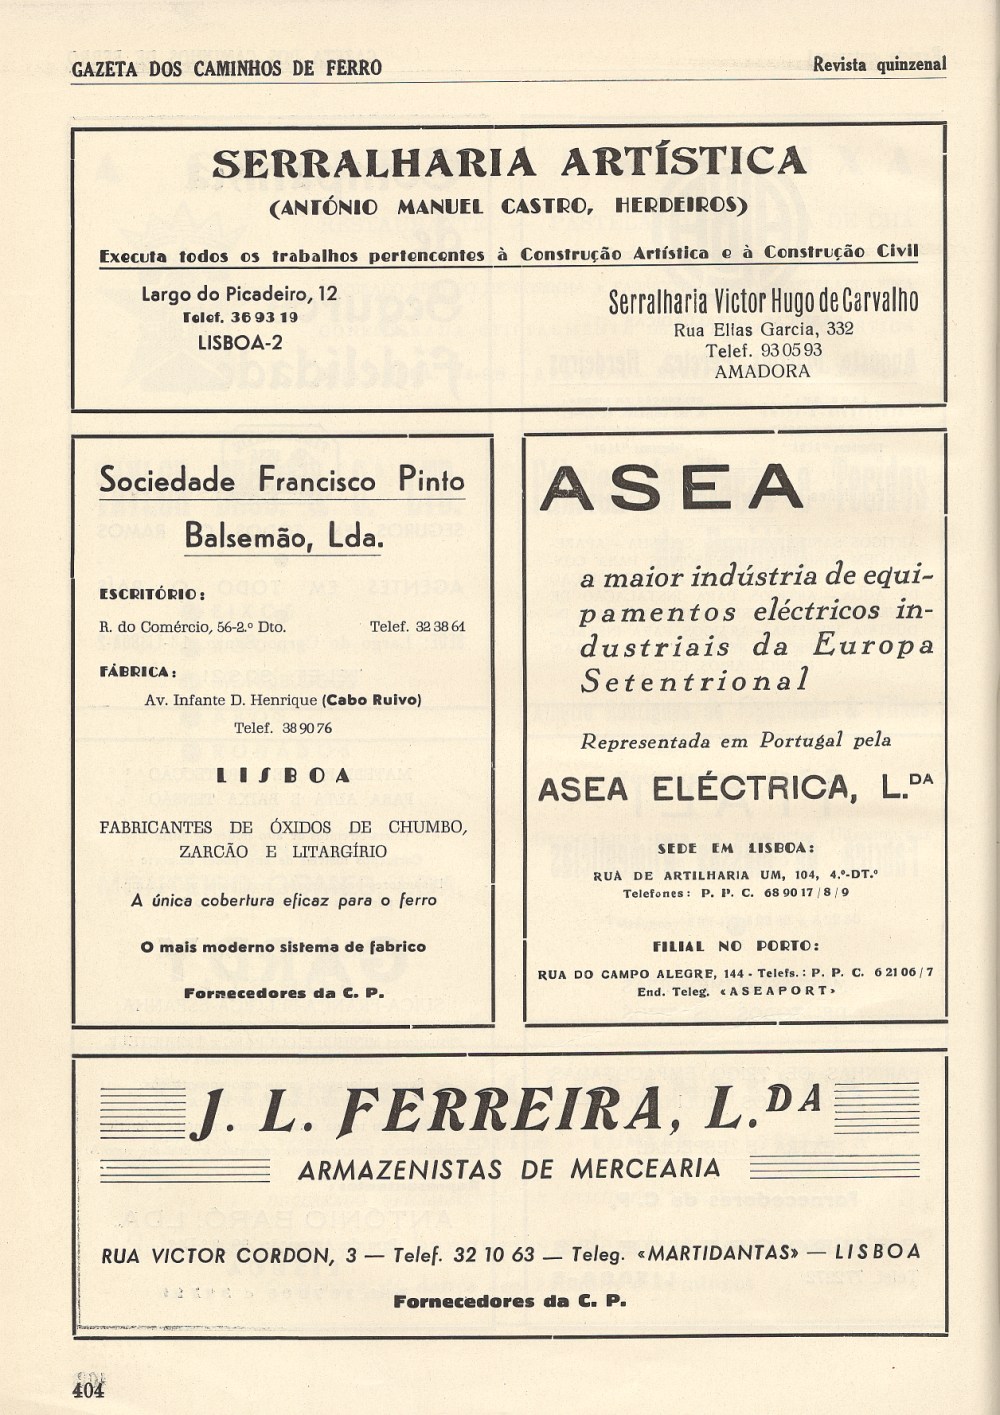 GAZETA DOS CAMINHOS DE FERRO
Revista quinzenal
SERRALHARIA ARTÍSTICA
(ANTÓNIO MANUEL CASTRO, HERDEIROS)
Executa todos os trabalhos pertencentes à Construção Artística e à Construção Civil
Largo do Picadeiro, 12
Telef. 36 93 19
LISBOA-2
Serralharia Victor Hugo de Carvalho
Rua Elias Garcia, 332
Telef. 93 05 93
AMADORA
Sociedade Francisco Pinto
Balsemão, Lda.
ESCRITÓRIO:
R. do Comércio, 56-2.º Dto. Telef. 32 38 61
FÁBRICA:
Av. Infante D. Henrique (Cabo Ruivo)
Telef. 38 90 76
LISBOA
FABRICANTES DE ÓXIDOS DE CHUMBO,
ZARCÃO E LITARGÍRIO
A única cobertura eficaz para o ferro
O mais moderno sistema de fabrico
Fornecedores da C. P.
ASEA
a maior indústria de equi-
pamentos eléctricos in-
dustriais da Europa
Setentrional
Representada em Portugal pela
ASEA ELÉCTRICA, L.DA
SEDE EM LISBOA:
RUA DE ARTILHARIA UM, 104, 4.º-DT.º
Telefones: P. P. C. 68 90 17/8/9
FILIAL NO PORTO:
RUA DO CAMPO ALEGRE, 144 - Telefs.: P. P. C. 6 21 06/7
End. Teleg. «ASEAPORT»
J. L. FERREIRA, L.DA
ARMAZENISTAS DE MERCEARIA
RUA VICTOR CORDON, 3 — Telef. 32 10 63 — Teleg. «MARTIDANTAS» — LISBOA
Fornecedores da C. P.
404